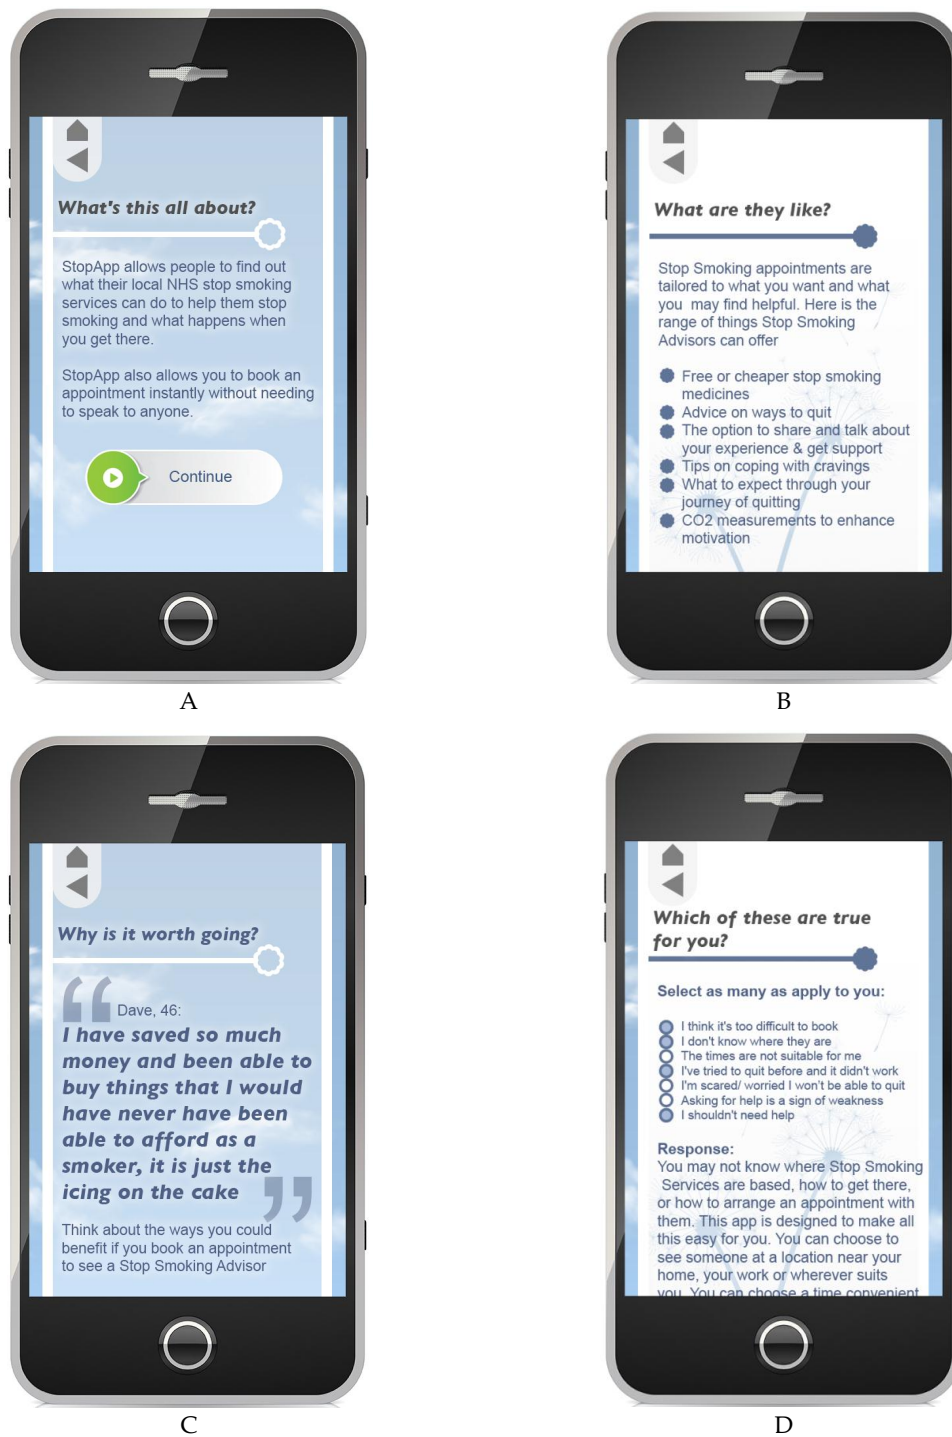 What's this all about?
StopApp allows people to find out
what their local NHS stop smoking
services can do to help them stop
smoking and what happens when
you get there.
StopApp also allows you to book an
appointment instantly without needing
to speak to anyone.
Continue
A
What are they like?
Stop Smoking appointments are
tailored to what you want and what
you may find helpful. Here is the
range of things Stop Smoking
Advisors can offer
Free or cheaper stop smoking
medicines
Advice on ways to quit
The option to share and talk about
your experience & get support
Tips on coping with cravings
What to expect through your
journey of quitting
CO2 measurements to enhance
motivation
B
Why is it worth going?
“ Dave, 46:
I have saved so much
money and been able to
buy things that I would
have never have been
able to afford as a
smoker, it is just the
icing on the cake ”
Think about the ways you could
benefit if you book an appointment
to see a Stop Smoking Advisor
C
Which of these are true
for you?
Select as many as apply to you:
I think it's too difficult to book
I don't know where they are
The times are not suitable for me
I've tried to quit before and it didn't work
I'm scared/ worried I won't be able to quit
Asking for help is a sign of weakness
I shouldn't need help
Response:
You may not know where Stop Smoking
Services are based, how to get there,
or how to arrange an appointment with
them. This app is designed to make all
this easy for you. You can choose to
see someone at a location near your
home, your work or wherever suits
you. You can choose a time convenient
D